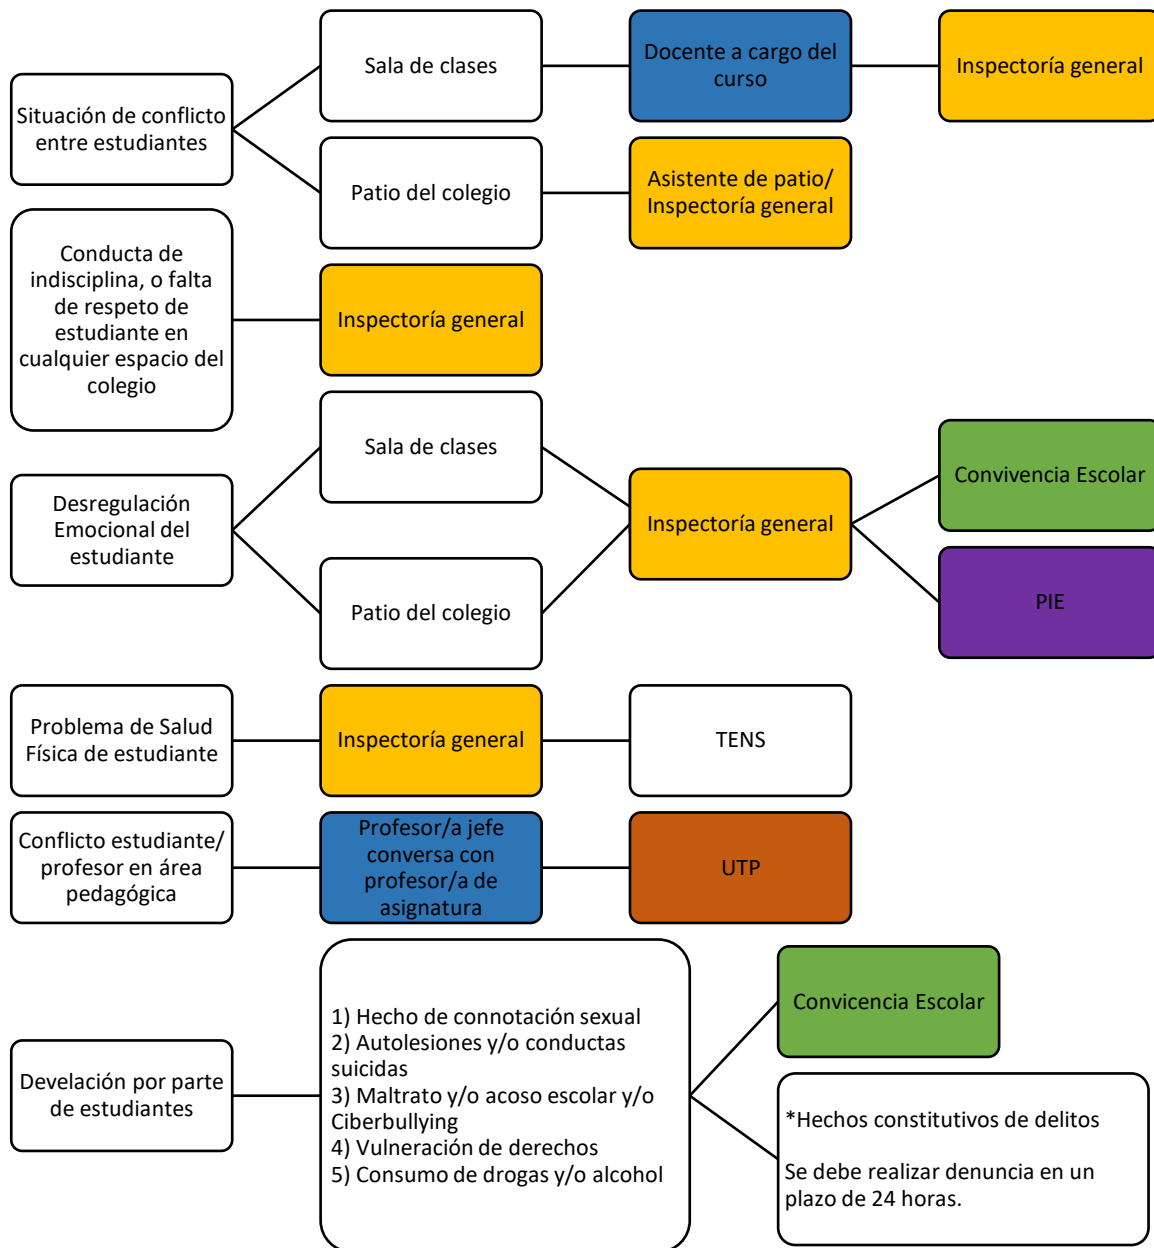 Situación de conflicto
entre estudiantes
Sala de clases
Docente a cargo del
curso
Inspectoría general
Patio del colegio
Asistente de patio/
Inspectoría general
Conducta de
indisciplina, o falta
de respeto de
estudiante en
cualquier espacio del
colegio
Inspectoría general
Desregulación
Emocional del
estudiante
Sala de clases
Patio del colegio
Inspectoría general
Convivencia Escolar
PIE
Problema de Salud
Física de estudiante
Inspectoría general
TENS
Conflicto estudiante/
profesor en área
pedagógica
Profesor/a jefe
conversa con
profesor/a de
asignatura
UTP
Develación por parte
de estudiantes
1) Hecho de connotación sexual
2) Autolesiones y/o conductas
suicidas
3) Maltrato y/o acoso escolar y/o
Ciberbullying
4) Vulneración de derechos
5) Consumo de drogas y/o alcohol
Convicencia Escolar
*Hechos constitutivos de delitos
Se debe realizar denuncia en un
plazo de 24 horas.